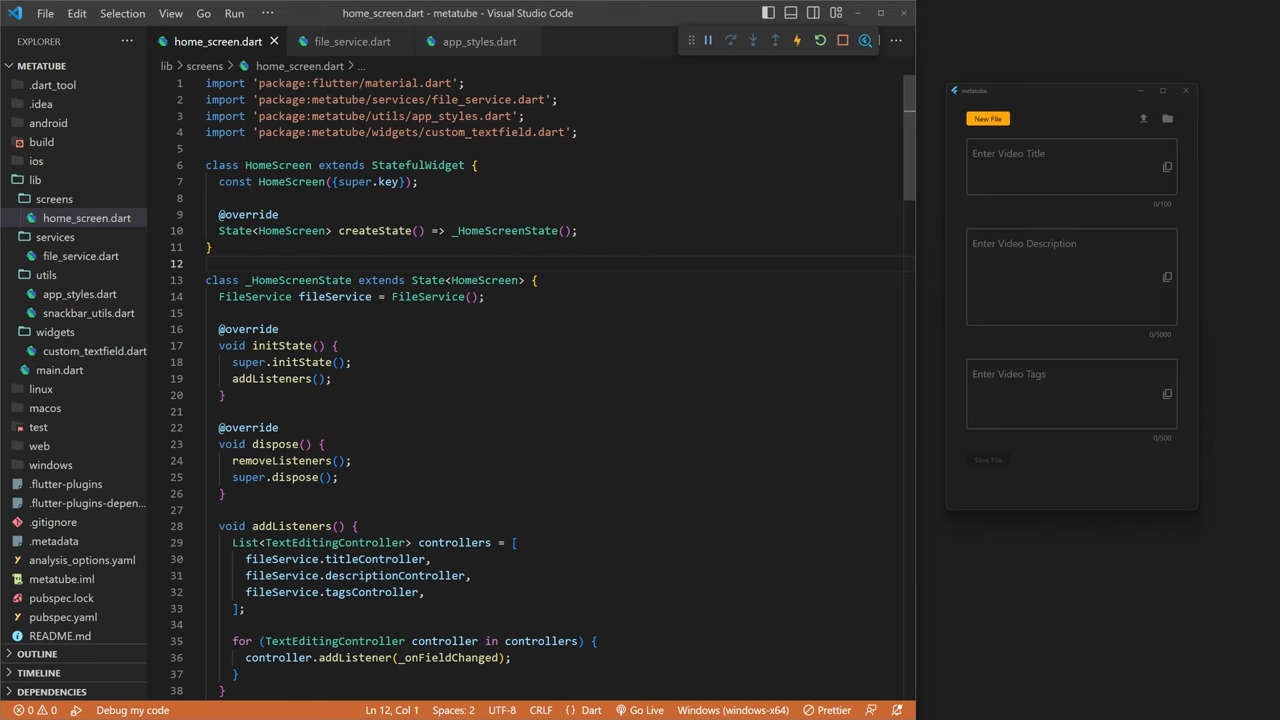 File Edit Selection View Go Run ··· home_screen.dart - metatube - Visual Studio Code
EXPLORER ···
METATUBE
.dart_tool
.idea
android
build
ios
lib
screens
home_screen.dart
services
file_service.dart
utils
app_styles.dart
snackbar_utils.dart
widgets
custom_textfield.dart
main.dart
linux
macos
test
web
windows
.flutter-plugins
.flutter-plugins-depen...
.gitignore
.metadata
analysis_options.yaml
metatube.iml
pubspec.lock
pubspec.yaml
README.md
OUTLINE
TIMELINE
DEPENDENCIES
home_screen.dart file_service.dart app_styles.dart
lib > screens > home_screen.dart > ...
1 import 'package:flutter/material.dart';
2 import 'package:metatube/services/file_service.dart';
3 import 'package:metatube/utils/app_styles.dart';
4 import 'package:metatube/widgets/custom_textfield.dart';
5
6 class HomeScreen extends StatefulWidget {
7 const HomeScreen({super.key});
8
9 @override
10 State<HomeScreen> createState() => _HomeScreenState();
11 }
12
13 class _HomeScreenState extends State<HomeScreen> {
14 FileService fileService = FileService();
15
16 @override
17 void initState() {
18 super.initState();
19 addListeners();
20 }
21
22 @override
23 void dispose() {
24 removeListeners();
25 super.dispose();
26 }
27
28 void addListeners() {
29 List<TextEditingController> controllers = [
30 fileService.titleController,
31 fileService.descriptionController,
32 fileService.tagsController,
33 ];
34
35 for (TextEditingController controller in controllers) {
36 controller.addListener(_onFieldChanged);
37 }
38 }
0 0 Debug my code Ln 12, Col 1 Spaces: 2 UTF-8 CRLF {} Dart Go Live Windows (windows-x64) Prettier
metatube
New File
Enter Video Title
0/100
Enter Video Description
0/5000
Enter Video Tags
0/500
Save File